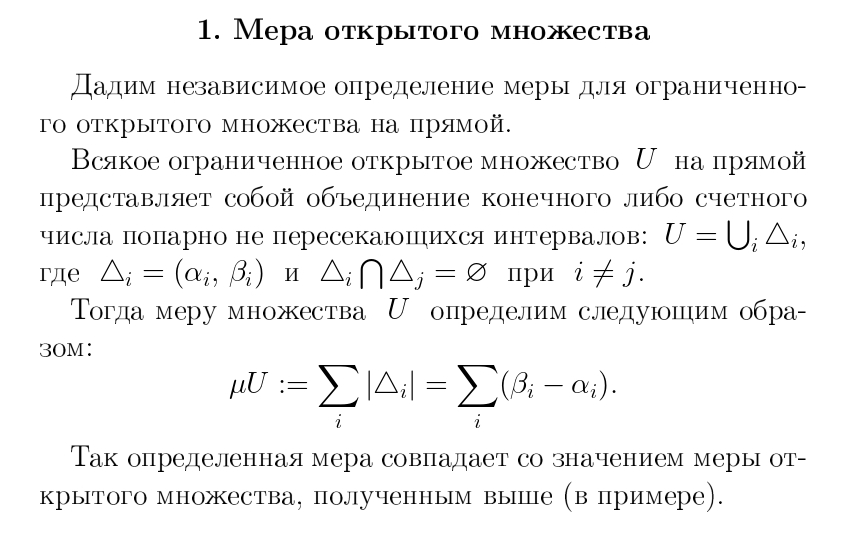 1. Мера открытого множества
Дадим независимое определение меры для ограниченно-
го открытого множества на прямой.
Всякое ограниченное открытое множество U на прямой
представляет собой объединение конечного либо счетного
числа попарно не пересекающихся интервалов: U = ⋃ᵢ △ᵢ,
где △ᵢ = (αᵢ, βᵢ) и △ᵢ ⋂ △ⱼ = ∅ при i ≠ j.
Тогда меру множества U определим следующим обра-
зом:
μU := ∑ᵢ |△ᵢ| = ∑ᵢ (βᵢ − αᵢ).
Так определенная мера совпадает со значением меры от-
крытого множества, полученным выше (в примере).